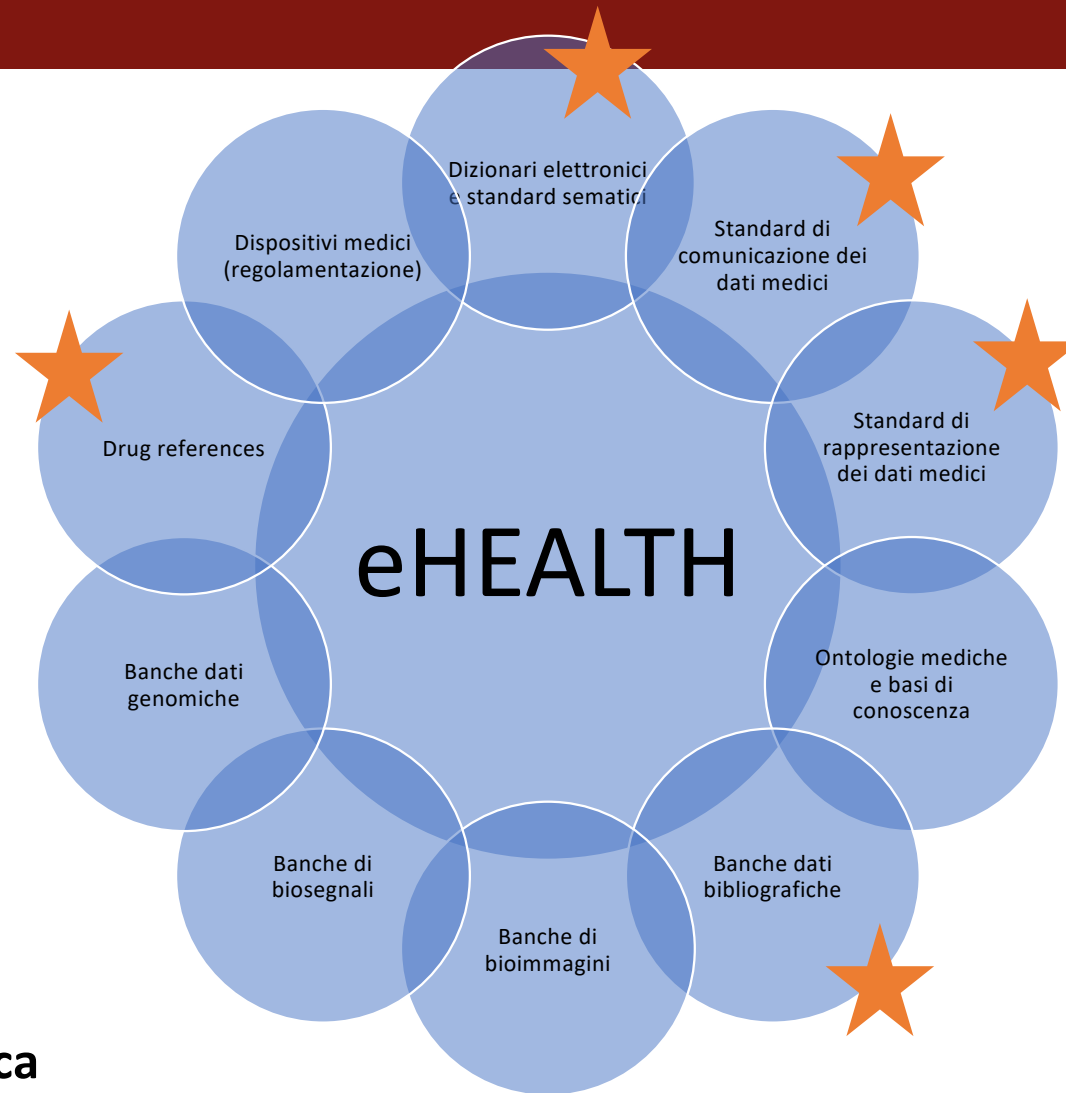 Dizionari elettronici
e standard sematici
Standard di
comunicazione dei
dati medici
Dispositivi medici
(regolamentazione)
Standard di
rappresentazione
dei dati medici
Drug references
eHEALTH
Ontologie mediche
e basi di
conoscenza
Banche dati
genomiche
Banche dati
bibliografiche
Banche di
biosegnali
Banche di
bioimmagini
ca